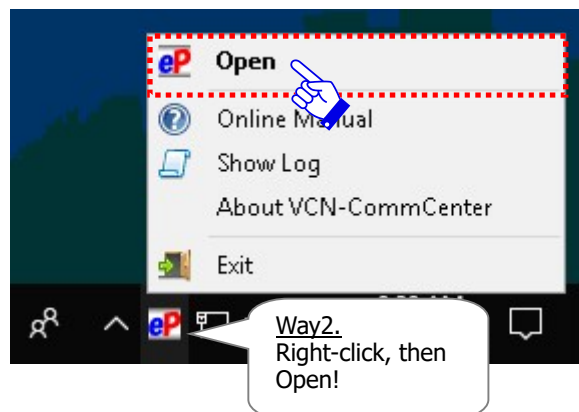 eP Open
Online Manual
Show Log
About VCN-CommCenter
Exit
eP
Way2.
Right-click, then
Open!